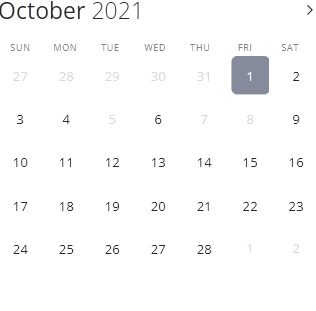 October 2021 >
SUN MON TUE WED THU FRI SAT
27 28 29 30 31 1 2
3 4 5 6 7 8 9
10 11 12 13 14 15 16
17 18 19 20 21 22 23
24 25 26 27 28 1 2